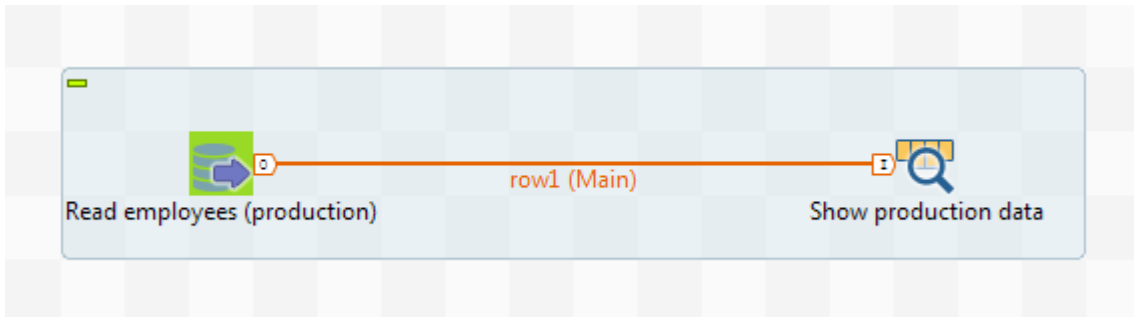 O
row1 (Main)
I
Read employees (production)
Show production data